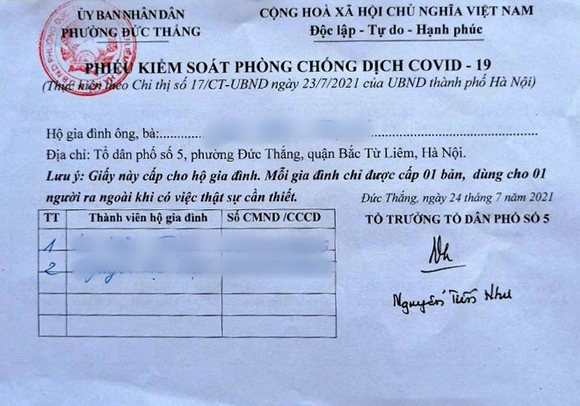 ỦY BAN NHÂN DÂN
PHƯỜNG ĐỨC THẮNG
CỘNG HOÀ XÃ HỘI CHỦ NGHĨA VIỆT NAM
Độc lập - Tự do - Hạnh phúc
PHIẾU KIỂM SOÁT PHÒNG CHỐNG DỊCH COVID - 19
(Thực hiện theo Chỉ thị số 17/CT-UBND ngày 23/7/2021 của UBND thành phố Hà Nội)
Hộ gia đình ông, bà:
Địa chỉ: Tổ dân phố số 5, phường Đức Thắng, quận Bắc Từ Liêm, Hà Nội.
Lưu ý: Giấy này cấp cho hộ gia đình. Mỗi gia đình chỉ được cấp 01 bản, dùng cho 01
người ra ngoài khi có việc thật sự cần thiết.
Đức Thắng, ngày 24 tháng 7 năm 2021
TỔ TRƯỞNG TỔ DÂN PHỐ SỐ 5
TT Thành viên hộ gia đình Số CMND /CCCD
1
2
Nguyễn Tiến Như